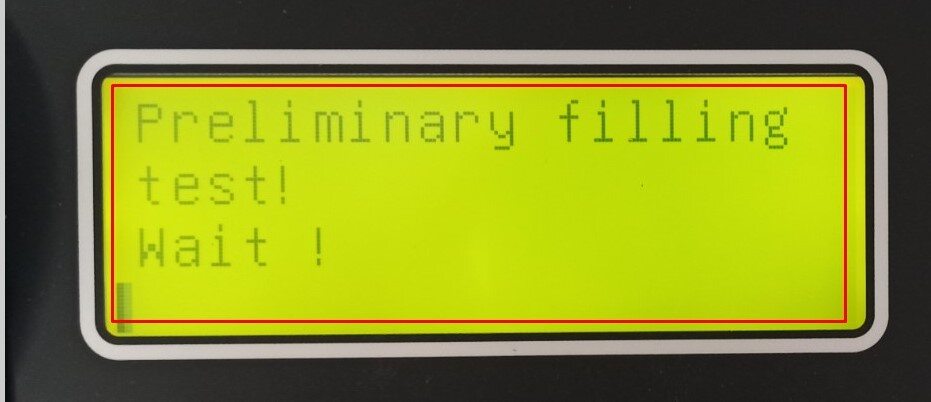 Preliminary filling
test!
Wait !